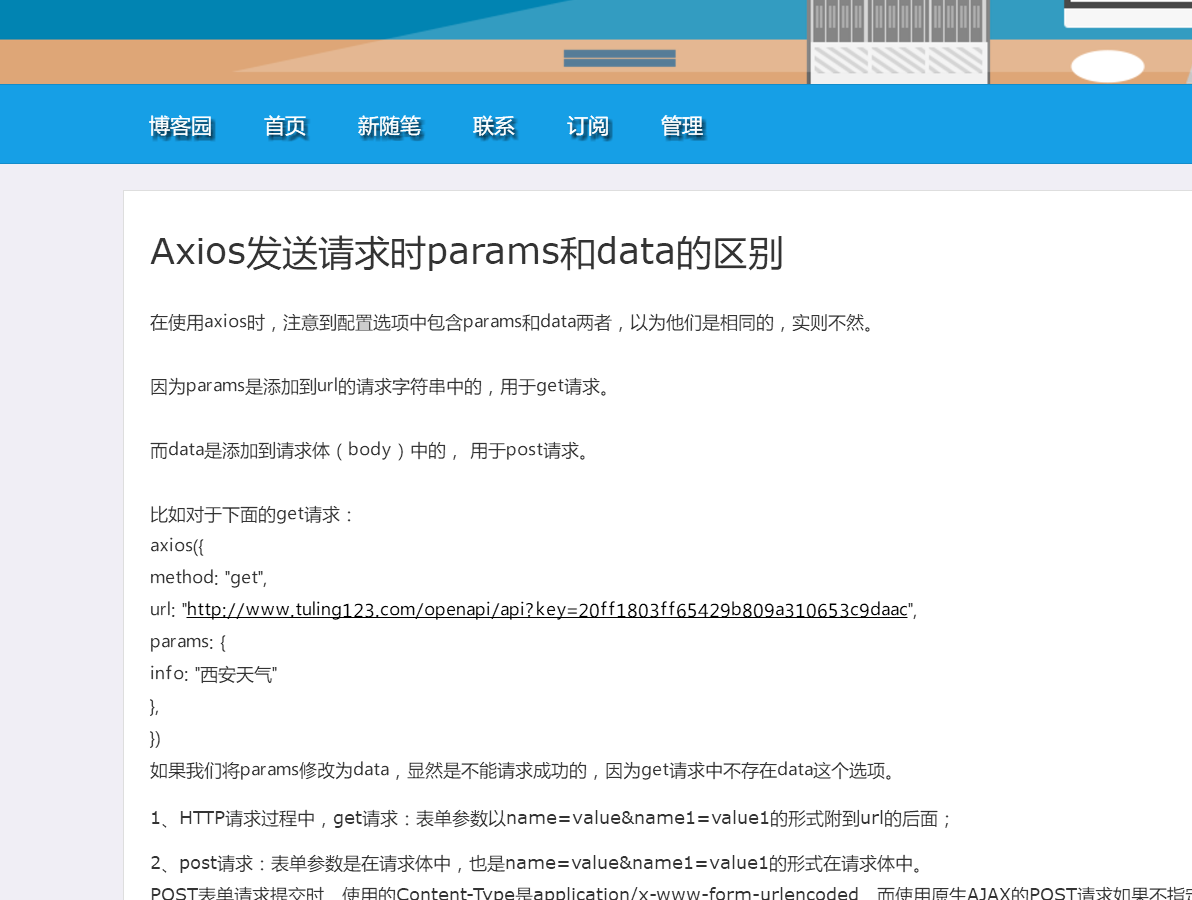 博客园 首页 新随笔 联系 订阅 管理
Axios发送请求时params和data的区别
在使用axios时，注意到配置选项中包含params和data两者，以为他们是相同的，实则不然。
因为params是添加到url的请求字符串中的，用于get请求。
而data是添加到请求体（body）中的， 用于post请求。
比如对于下面的get请求：
axios({
method: "get",
url: "http://www.tuling123.com/openapi/api?key=20ff1803ff65429b809a310653c9daac",
params: {
info: "西安天气"
},
})
如果我们将params修改为data，显然是不能请求成功的，因为get请求中不存在data这个选项。
1、HTTP请求过程中，get请求：表单参数以name=value&name1=value1的形式附到url的后面；
2、post请求：表单参数是在请求体中，也是name=value&name1=value1的形式在请求体中。
POST表单请求提交时，使用的Content-Type是application/x-www-form-urlencoded，而使用原生AJAX的POST请求如果不指定